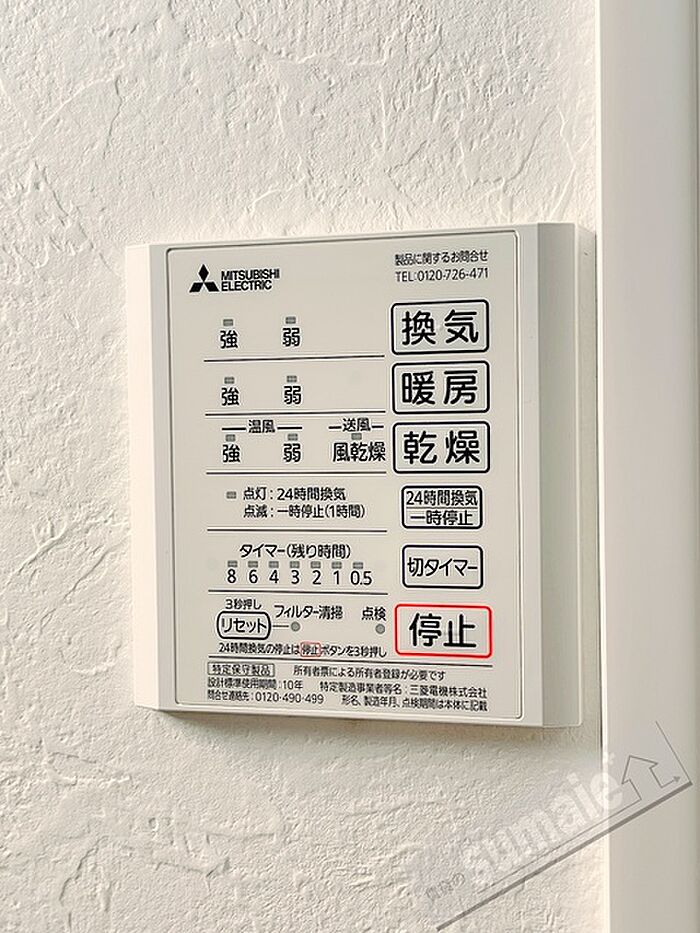 MITSUBISHI
ELECTRIC
製品に関するお問合せ
TEL:0120-726-471
強 弱 換気
強 弱 暖房
温風 送風
強 弱 風乾燥 乾燥
点灯：24時間換気
点滅：一時停止(1時間)
24時間換気
一時停止
タイマー(残り時間)
8 6 4 3 2 1 0.5
切タイマー
3秒押し
リセット フィルター清掃 点検
停止
24時間換気の停止は停止ボタンを3秒押し
特定保守製品 所有者票による所有者登録が必要です
設計標準使用期間：10年 特定製造事業者等名：三菱電機株式会社
問合せ連絡先：0120-490-499 形名、製造年月、点検期間は本体に記載
賃貸の sumaie